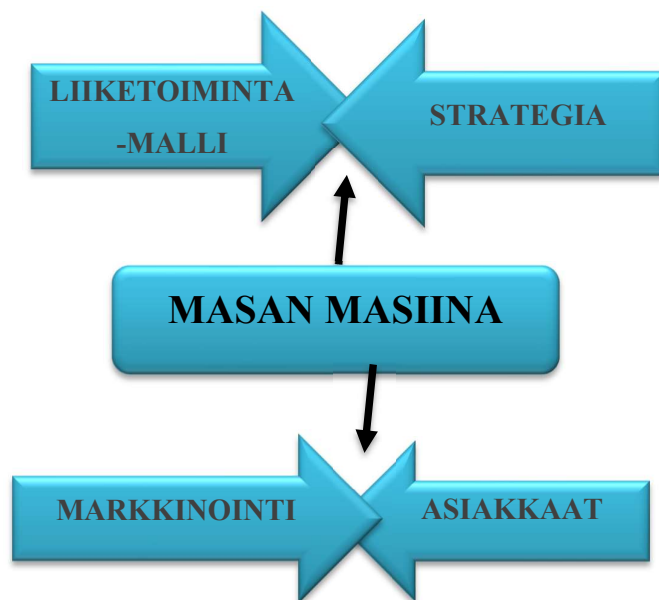 LIIKETOIMINTA
-MALLI
STRATEGIA
MASAN MASIINA
MARKKINOINTI
ASIAKKAAT